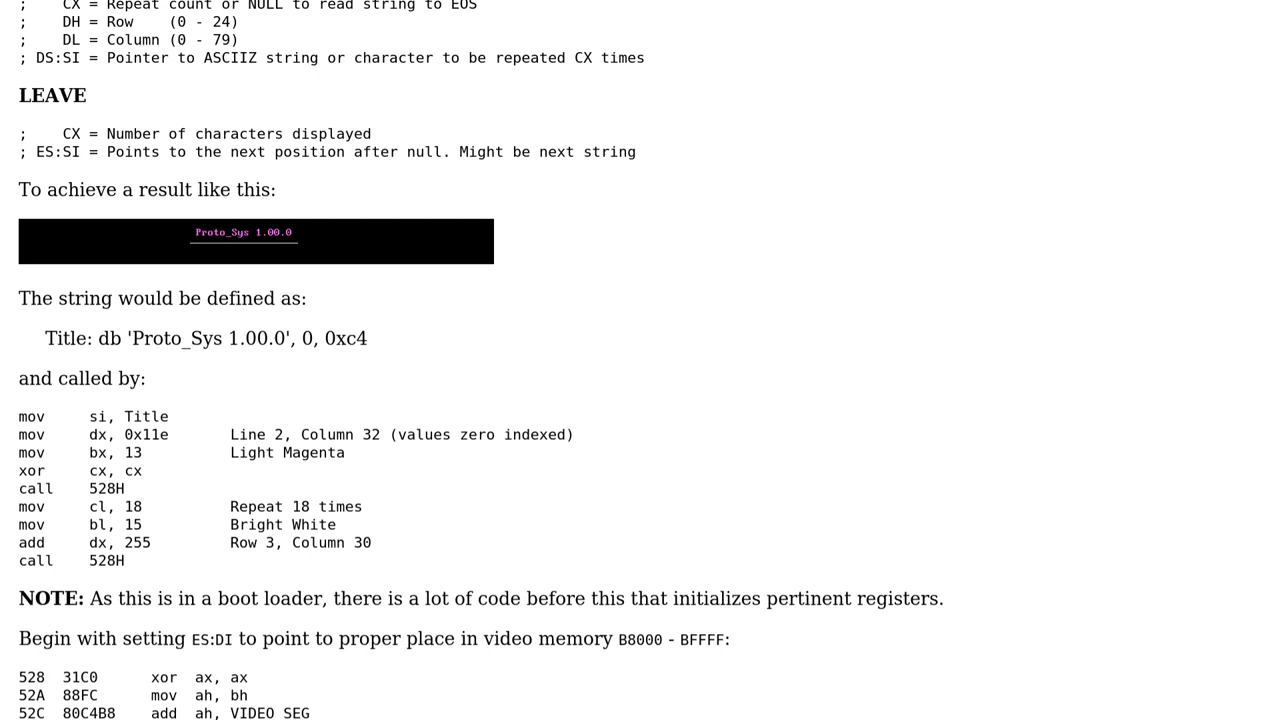 ;    CX = Repeat count or NULL to read string to EOS
;    DH = Row    (0 - 24)
;    DL = Column (0 - 79)
; DS:SI = Pointer to ASCIIZ string or character to be repeated CX times
LEAVE
;    CX = Number of characters displayed
; ES:SI = Points to the next position after null. Might be next string
To achieve a result like this:
Proto_Sys 1.00.0
The string would be defined as:
Title: db 'Proto_Sys 1.00.0', 0, 0xc4
and called by:
mov     si, Title
mov     dx, 0x11e       Line 2, Column 32 (values zero indexed)
mov     bx, 13          Light Magenta
xor     cx, cx
call    528H
mov     cl, 18          Repeat 18 times
mov     bl, 15          Bright White
add     dx, 255         Row 3, Column 30
call    528H
NOTE: As this is in a boot loader, there is a lot of code before this that initializes pertinent registers.
Begin with setting ES:DI to point to proper place in video memory B8000 - BFFFF:
528  31C0      xor  ax, ax
52A  88FC      mov  ah, bh
52C  80C4B8    add  ah, VIDEO_SEG